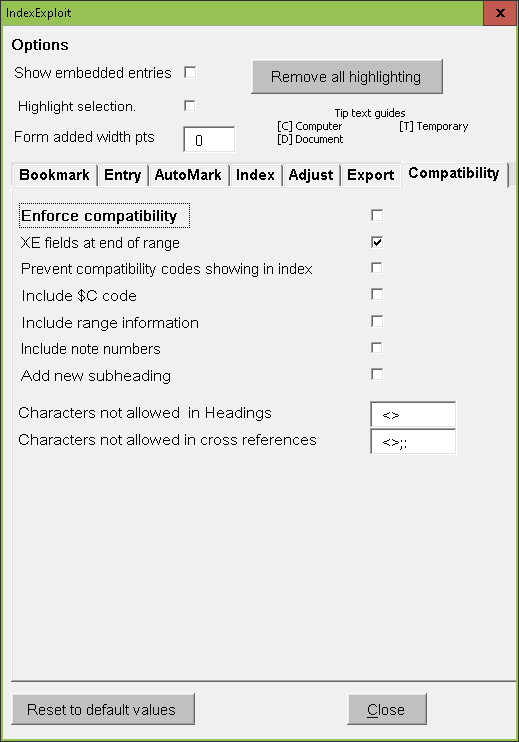 IndexExploit x
Options
Show embedded entries Remove all highlighting
Highlight selection.
Tip text guides
[C] Computer [T] Temporary
Form added width pts 0 [D] Document
Bookmark Entry AutoMark Index Adjust Export Compatibility
Enforce compatibility
XE fields at end of range
Prevent compatibility codes showing in index
Include $C code
Include range information
Include note numbers
Add new subheading
Characters not allowed in Headings <>
Characters not allowed in cross references <>;:
Reset to default values Close